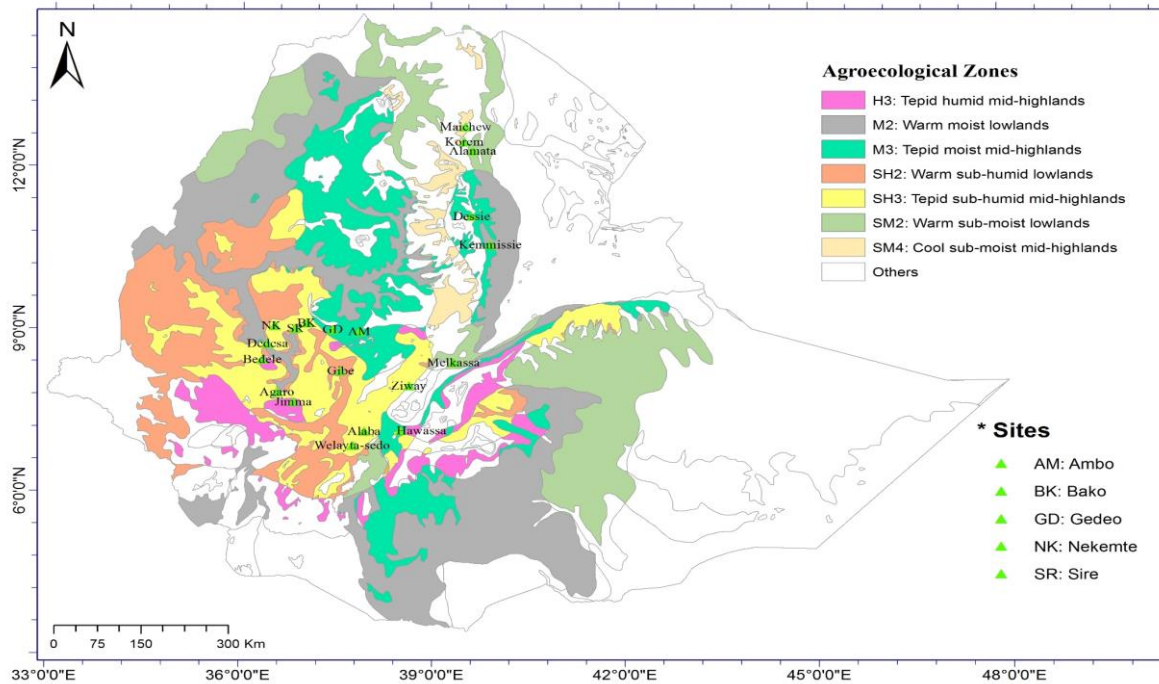 N
Agroecological Zones
H3: Tepid humid mid-highlands
M2: Warm moist lowlands
M3: Tepid moist mid-highlands
SH2: Warm sub-humid lowlands
SH3: Tepid sub-humid mid-highlands
SM2: Warm sub-moist lowlands
SM4: Cool sub-moist mid-highlands
Others
12°0'0"N
9°0'0"N
6°0'0"N
Maichew
Korem
Alamata
Dessie
Kemmissie
NK
SR
BK
GD
AM
Dedesa
Bedele
Gibe
Melkassa
Ziway
Agaro
Jimma
Alaba
Hawassa
Welayta-sedo
* Sites
AM: Ambo
BK: Bako
GD: Gedeo
NK: Nekemte
SR: Sire
0 75 150 300 Km
33°0'0"E 36°0'0"E 39°0'0"E 42°0'0"E 45°0'0"E 48°0'0"E